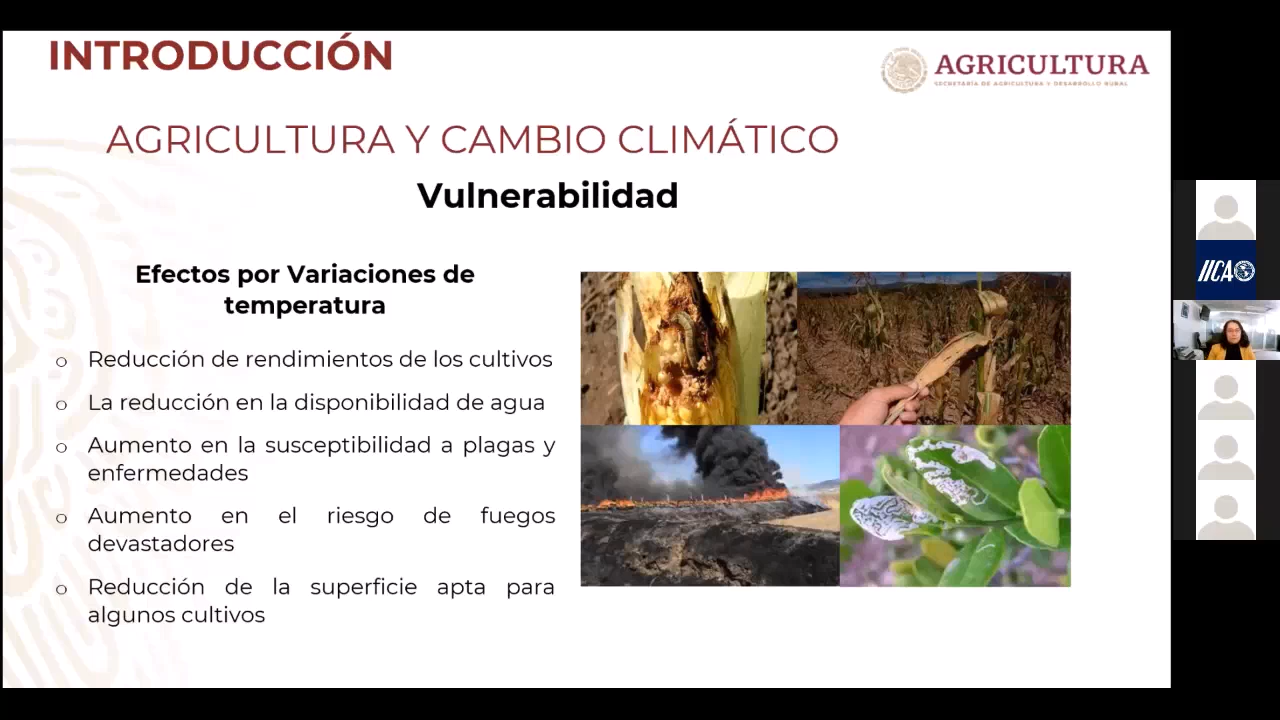 INTRODUCCIÓN
AGRICULTURA
SECRETARÍA DE AGRICULTURA Y DESARROLLO RURAL
AGRICULTURA Y CAMBIO CLIMÁTICO
Vulnerabilidad
Efectos por Variaciones de
temperatura
o Reducción de rendimientos de los cultivos
o La reducción en la disponibilidad de agua
o Aumento en la susceptibilidad a plagas y
enfermedades
o Aumento en el riesgo de fuegos
devastadores
o Reducción de la superficie apta para
algunos cultivos
IICA